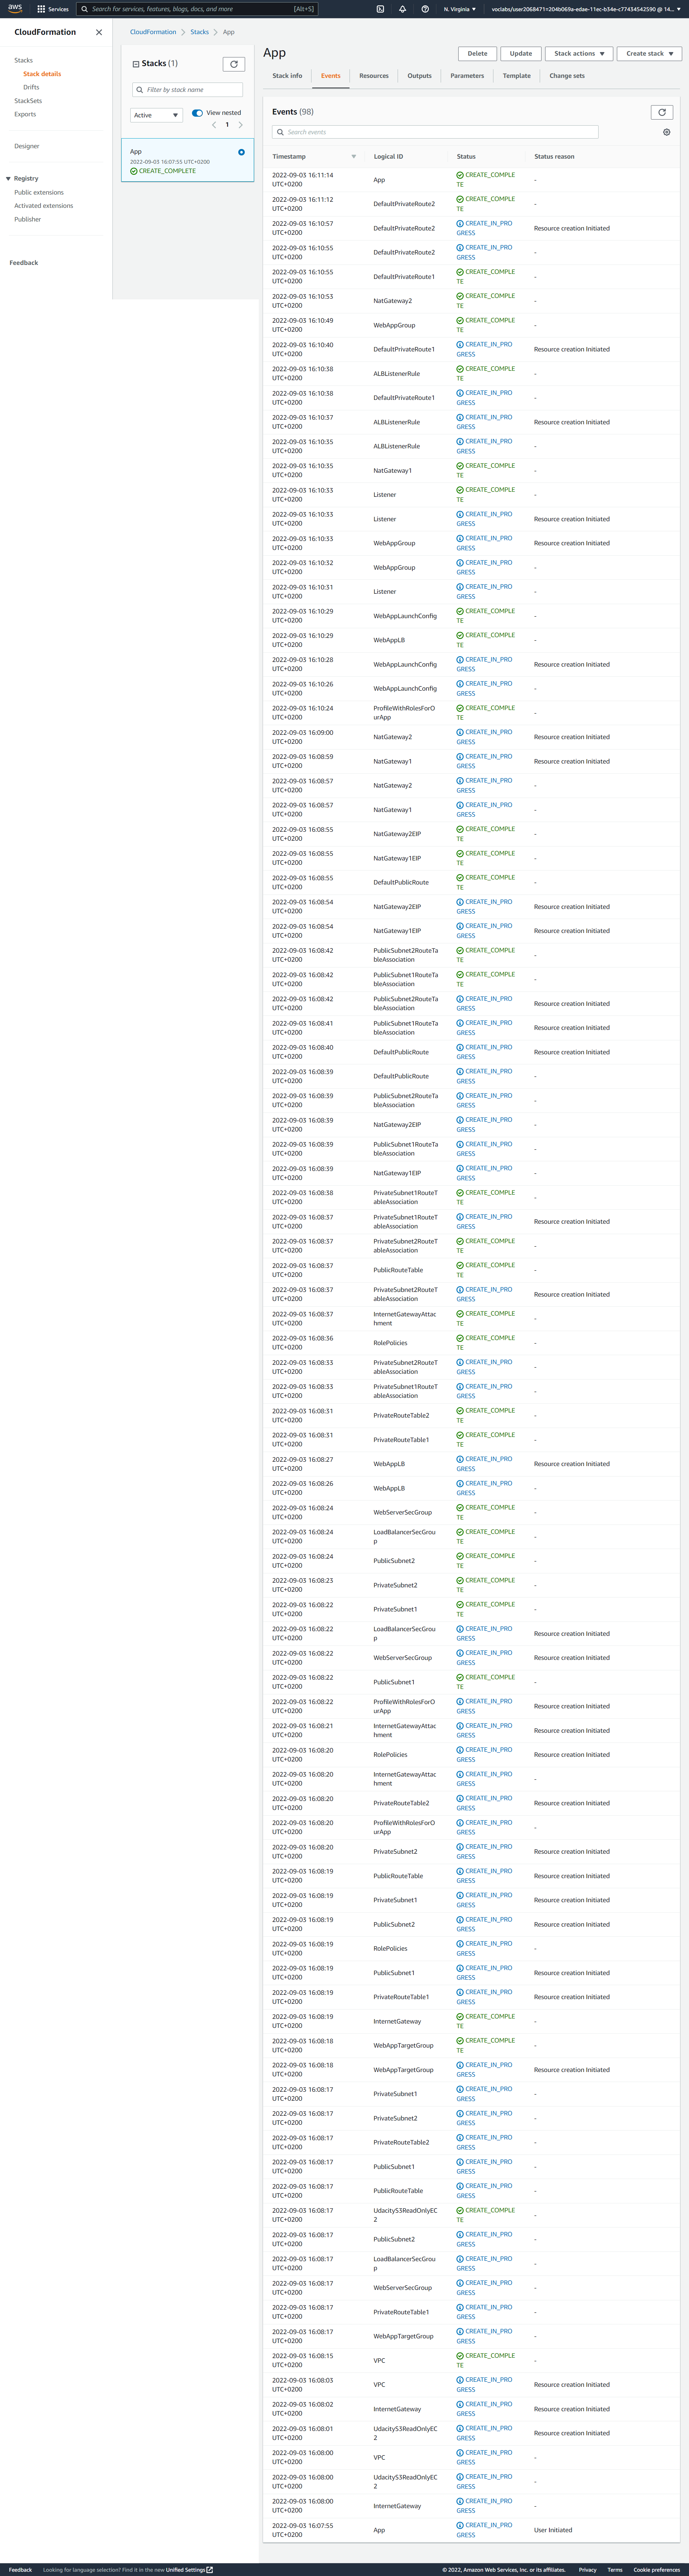 aws
Services
Search for services, features, blogs, docs, and more
[Alt+S]
N. Virginia
voclabs/user2068471=204b069a-edae-11ec-b34e-c77434542590 @ 14...
CloudFormation
Stacks
Stack details
Drifts
StackSets
Exports
Designer
Registry
Public extensions
Activated extensions
Publisher
Feedback
CloudFormation
Stacks
App
Stacks (1)
Filter by stack name
Active
View nested
1
App
2022-09-03 16:07:55 UTC+0200
CREATE_COMPLETE
App
Delete
Update
Stack actions
Create stack
Stack info
Events
Resources
Outputs
Parameters
Template
Change sets
Events (98)
Search events
Timestamp Logical ID Status Status reason
2022-09-03 16:11:14 UTC+0200 App CREATE_COMPLETE -
2022-09-03 16:11:12 UTC+0200 DefaultPrivateRoute2 CREATE_COMPLETE -
2022-09-03 16:10:57 UTC+0200 DefaultPrivateRoute2 CREATE_IN_PROGRESS Resource creation Initiated
2022-09-03 16:10:55 UTC+0200 DefaultPrivateRoute2 CREATE_IN_PROGRESS -
2022-09-03 16:10:55 UTC+0200 DefaultPrivateRoute1 CREATE_COMPLETE -
2022-09-03 16:10:53 UTC+0200 NatGateway2 CREATE_COMPLETE -
2022-09-03 16:10:49 UTC+0200 WebAppGroup CREATE_COMPLETE -
2022-09-03 16:10:40 UTC+0200 DefaultPrivateRoute1 CREATE_IN_PROGRESS Resource creation Initiated
2022-09-03 16:10:38 UTC+0200 ALBListenerRule CREATE_COMPLETE -
2022-09-03 16:10:38 UTC+0200 DefaultPrivateRoute1 CREATE_IN_PROGRESS -
2022-09-03 16:10:37 UTC+0200 ALBListenerRule CREATE_IN_PROGRESS Resource creation Initiated
2022-09-03 16:10:35 UTC+0200 ALBListenerRule CREATE_IN_PROGRESS -
2022-09-03 16:10:35 UTC+0200 NatGateway1 CREATE_COMPLETE -
2022-09-03 16:10:33 UTC+0200 Listener CREATE_COMPLETE -
2022-09-03 16:10:33 UTC+0200 Listener CREATE_IN_PROGRESS Resource creation Initiated
2022-09-03 16:10:33 UTC+0200 WebAppGroup CREATE_IN_PROGRESS Resource creation Initiated
2022-09-03 16:10:32 UTC+0200 WebAppGroup CREATE_IN_PROGRESS -
2022-09-03 16:10:31 UTC+0200 Listener CREATE_IN_PROGRESS -
2022-09-03 16:10:29 UTC+0200 WebAppLaunchConfig CREATE_COMPLETE -
2022-09-03 16:10:29 UTC+0200 WebAppLB CREATE_COMPLETE -
2022-09-03 16:10:28 UTC+0200 WebAppLaunchConfig CREATE_IN_PROGRESS Resource creation Initiated
2022-09-03 16:10:26 UTC+0200 WebAppLaunchConfig CREATE_IN_PROGRESS -
2022-09-03 16:10:24 UTC+0200 ProfileWithRolesForOurApp CREATE_COMPLETE -
2022-09-03 16:09:00 UTC+0200 NatGateway2 CREATE_IN_PROGRESS Resource creation Initiated
2022-09-03 16:08:59 UTC+0200 NatGateway1 CREATE_IN_PROGRESS Resource creation Initiated
2022-09-03 16:08:57 UTC+0200 NatGateway2 CREATE_IN_PROGRESS -
2022-09-03 16:08:57 UTC+0200 NatGateway1 CREATE_IN_PROGRESS -
2022-09-03 16:08:55 UTC+0200 NatGateway2EIP CREATE_COMPLETE -
2022-09-03 16:08:55 UTC+0200 NatGateway1EIP CREATE_COMPLETE -
2022-09-03 16:08:55 UTC+0200 DefaultPublicRoute CREATE_COMPLETE -
2022-09-03 16:08:54 UTC+0200 NatGateway2EIP CREATE_IN_PROGRESS Resource creation Initiated
2022-09-03 16:08:54 UTC+0200 NatGateway1EIP CREATE_IN_PROGRESS Resource creation Initiated
2022-09-03 16:08:42 UTC+0200 PublicSubnet2RouteTableAssociation CREATE_COMPLETE -
2022-09-03 16:08:42 UTC+0200 PublicSubnet1RouteTableAssociation CREATE_COMPLETE -
2022-09-03 16:08:42 UTC+0200 PublicSubnet2RouteTableAssociation CREATE_IN_PROGRESS Resource creation Initiated
2022-09-03 16:08:41 UTC+0200 PublicSubnet1RouteTableAssociation CREATE_IN_PROGRESS Resource creation Initiated
2022-09-03 16:08:40 UTC+0200 DefaultPublicRoute CREATE_IN_PROGRESS Resource creation Initiated
2022-09-03 16:08:39 UTC+0200 DefaultPublicRoute CREATE_IN_PROGRESS -
2022-09-03 16:08:39 UTC+0200 PublicSubnet2RouteTableAssociation CREATE_IN_PROGRESS -
2022-09-03 16:08:39 UTC+0200 NatGateway2EIP CREATE_IN_PROGRESS -
2022-09-03 16:08:39 UTC+0200 PublicSubnet1RouteTableAssociation CREATE_IN_PROGRESS -
2022-09-03 16:08:39 UTC+0200 NatGateway1EIP CREATE_IN_PROGRESS -
2022-09-03 16:08:38 UTC+0200 PrivateSubnet1RouteTableAssociation CREATE_COMPLETE -
2022-09-03 16:08:37 UTC+0200 PrivateSubnet1RouteTableAssociation CREATE_IN_PROGRESS Resource creation Initiated
2022-09-03 16:08:37 UTC+0200 PrivateSubnet2RouteTableAssociation CREATE_COMPLETE -
2022-09-03 16:08:37 UTC+0200 PublicRouteTable CREATE_COMPLETE -
2022-09-03 16:08:37 UTC+0200 PrivateSubnet2RouteTableAssociation CREATE_IN_PROGRESS Resource creation Initiated
2022-09-03 16:08:37 UTC+0200 InternetGatewayAttachment CREATE_COMPLETE -
2022-09-03 16:08:36 UTC+0200 RolePolicies CREATE_COMPLETE -
2022-09-03 16:08:33 UTC+0200 PrivateSubnet2RouteTableAssociation CREATE_IN_PROGRESS -
2022-09-03 16:08:33 UTC+0200 PrivateSubnet1RouteTableAssociation CREATE_IN_PROGRESS -
2022-09-03 16:08:31 UTC+0200 PrivateRouteTable2 CREATE_COMPLETE -
2022-09-03 16:08:31 UTC+0200 PrivateRouteTable1 CREATE_COMPLETE -
2022-09-03 16:08:27 UTC+0200 WebAppLB CREATE_IN_PROGRESS Resource creation Initiated
2022-09-03 16:08:26 UTC+0200 WebAppLB CREATE_IN_PROGRESS -
2022-09-03 16:08:24 UTC+0200 WebServerSecGroup CREATE_COMPLETE -
2022-09-03 16:08:24 UTC+0200 LoadBalancerSecGroup CREATE_COMPLETE -
2022-09-03 16:08:24 UTC+0200 PublicSubnet2 CREATE_COMPLETE -
2022-09-03 16:08:23 UTC+0200 PrivateSubnet2 CREATE_COMPLETE -
2022-09-03 16:08:22 UTC+0200 PrivateSubnet1 CREATE_COMPLETE -
2022-09-03 16:08:22 UTC+0200 LoadBalancerSecGroup CREATE_IN_PROGRESS Resource creation Initiated
2022-09-03 16:08:22 UTC+0200 WebServerSecGroup CREATE_IN_PROGRESS Resource creation Initiated
2022-09-03 16:08:22 UTC+0200 PublicSubnet1 CREATE_COMPLETE -
2022-09-03 16:08:22 UTC+0200 ProfileWithRolesForOurApp CREATE_IN_PROGRESS Resource creation Initiated
2022-09-03 16:08:21 UTC+0200 InternetGatewayAttachment CREATE_IN_PROGRESS Resource creation Initiated
2022-09-03 16:08:20 UTC+0200 RolePolicies CREATE_IN_PROGRESS Resource creation Initiated
2022-09-03 16:08:20 UTC+0200 InternetGatewayAttachment CREATE_IN_PROGRESS -
2022-09-03 16:08:20 UTC+0200 PrivateRouteTable2 CREATE_IN_PROGRESS Resource creation Initiated
2022-09-03 16:08:20 UTC+0200 ProfileWithRolesForOurApp CREATE_IN_PROGRESS -
2022-09-03 16:08:20 UTC+0200 PrivateSubnet2 CREATE_IN_PROGRESS Resource creation Initiated
2022-09-03 16:08:19 UTC+0200 PublicRouteTable CREATE_IN_PROGRESS Resource creation Initiated
2022-09-03 16:08:19 UTC+0200 PrivateSubnet1 CREATE_IN_PROGRESS Resource creation Initiated
2022-09-03 16:08:19 UTC+0200 PublicSubnet2 CREATE_IN_PROGRESS Resource creation Initiated
2022-09-03 16:08:19 UTC+0200 RolePolicies CREATE_IN_PROGRESS -
2022-09-03 16:08:19 UTC+0200 PublicSubnet1 CREATE_IN_PROGRESS Resource creation Initiated
2022-09-03 16:08:19 UTC+0200 PrivateRouteTable1 CREATE_IN_PROGRESS Resource creation Initiated
2022-09-03 16:08:19 UTC+0200 InternetGateway CREATE_COMPLETE -
2022-09-03 16:08:18 UTC+0200 WebAppTargetGroup CREATE_COMPLETE -
2022-09-03 16:08:18 UTC+0200 WebAppTargetGroup CREATE_IN_PROGRESS Resource creation Initiated
2022-09-03 16:08:17 UTC+0200 PrivateSubnet1 CREATE_IN_PROGRESS -
2022-09-03 16:08:17 UTC+0200 PrivateSubnet2 CREATE_IN_PROGRESS -
2022-09-03 16:08:17 UTC+0200 PrivateRouteTable2 CREATE_IN_PROGRESS -
2022-09-03 16:08:17 UTC+0200 PublicSubnet1 CREATE_IN_PROGRESS -
2022-09-03 16:08:17 UTC+0200 PublicRouteTable CREATE_IN_PROGRESS -
2022-09-03 16:08:17 UTC+0200 UdacityS3ReadOnlyEC2 CREATE_COMPLETE -
2022-09-03 16:08:17 UTC+0200 PublicSubnet2 CREATE_IN_PROGRESS -
2022-09-03 16:08:17 UTC+0200 LoadBalancerSecGroup CREATE_IN_PROGRESS -
2022-09-03 16:08:17 UTC+0200 WebServerSecGroup CREATE_IN_PROGRESS -
2022-09-03 16:08:17 UTC+0200 PrivateRouteTable1 CREATE_IN_PROGRESS -
2022-09-03 16:08:17 UTC+0200 WebAppTargetGroup CREATE_IN_PROGRESS -
2022-09-03 16:08:15 UTC+0200 VPC CREATE_COMPLETE -
2022-09-03 16:08:03 UTC+0200 VPC CREATE_IN_PROGRESS Resource creation Initiated
2022-09-03 16:08:02 UTC+0200 InternetGateway CREATE_IN_PROGRESS Resource creation Initiated
2022-09-03 16:08:01 UTC+0200 UdacityS3ReadOnlyEC2 CREATE_IN_PROGRESS Resource creation Initiated
2022-09-03 16:08:00 UTC+0200 VPC CREATE_IN_PROGRESS -
2022-09-03 16:08:00 UTC+0200 UdacityS3ReadOnlyEC2 CREATE_IN_PROGRESS -
2022-09-03 16:08:00 UTC+0200 InternetGateway CREATE_IN_PROGRESS -
2022-09-03 16:07:55 UTC+0200 App CREATE_IN_PROGRESS User Initiated
Feedback
Looking for language selection? Find it in the new Unified Settings
© 2022, Amazon Web Services, Inc. or its affiliates.
Privacy
Terms
Cookie preferences